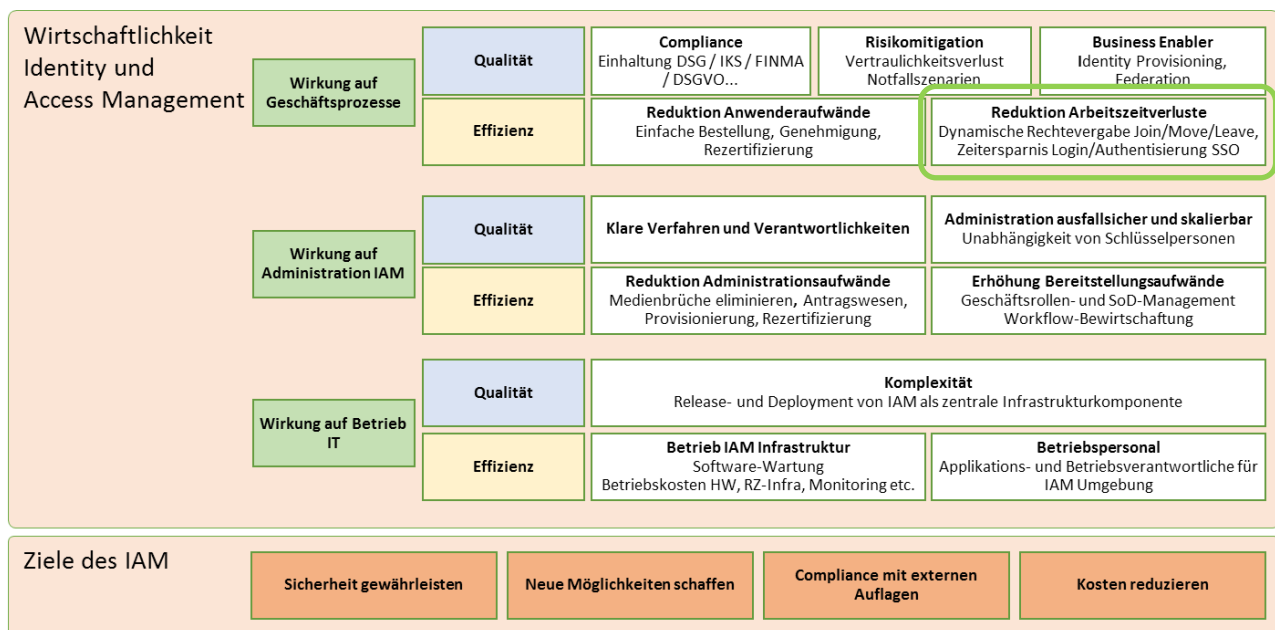 Wirtschaftlichkeit
Identity und
Access Management
Wirkung auf
Geschäftsprozesse
Qualität
Compliance
Einhaltung DSG / IKS / FINMA
/ DSGVO...
Risikomitigation
Vertraulichkeitsverlust
Notfallszenarien
Business Enabler
Identity Provisioning,
Federation
Effizienz
Reduktion Anwenderaufwände
Einfache Bestellung, Genehmigung,
Rezertifizierung
Reduktion Arbeitszeitverluste
Dynamische Rechtevergabe Join/Move/Leave,
Zeitersparnis Login/Authentisierung SSO
Wirkung auf
Administration IAM
Qualität
Klare Verfahren und Verantwortlichkeiten
Administration ausfallsicher und skalierbar
Unabhängigkeit von Schlüsselpersonen
Effizienz
Reduktion Administrationsaufwände
Medienbrüche eliminieren, Antragswesen,
Provisionierung, Rezertifizierung
Erhöhung Bereitstellungsaufwände
Geschäftsrollen- und SoD-Management
Workflow-Bewirtschaftung
Wirkung auf Betrieb
IT
Qualität
Komplexität
Release- und Deployment von IAM als zentrale Infrastrukturkomponente
Effizienz
Betrieb IAM Infrastruktur
Software-Wartung
Betriebskosten HW, RZ-Infra, Monitoring etc.
Betriebspersonal
Applikations- und Betriebsverantwortliche für
IAM Umgebung
Ziele des IAM
Sicherheit gewährleisten
Neue Möglichkeiten schaffen
Compliance mit externen
Auflagen
Kosten reduzieren